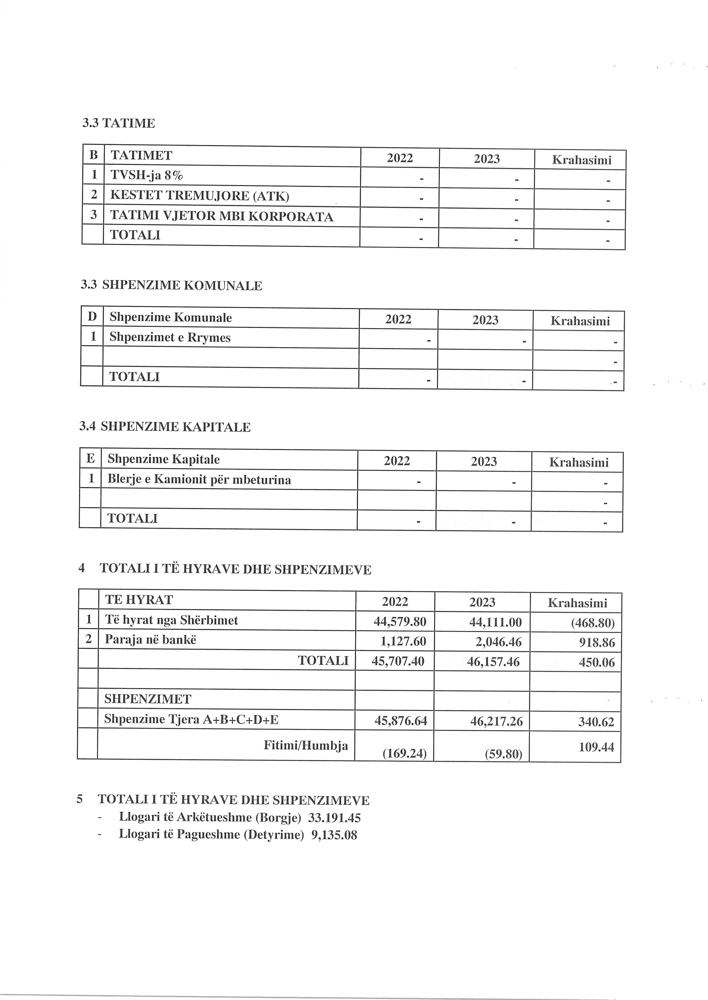 3.3 TATIME
B TATIMET 2022 2023 Krahasimi
1 TVSH-ja 8% - - -
2 KESTET TREMUJORE (ATK) - - -
3 TATIMI VJETOR MBI KORPORATA - - -
TOTALI - - -
3.3 SHPENZIME KOMUNALE
D Shpenzime Komunale 2022 2023 Krahasimi
1 Shpenzimet e Rrymes - - -
-
TOTALI - - -
3.4 SHPENZIME KAPITALE
E Shpenzime Kapitale 2022 2023 Krahasimi
1 Blerje e Kamionit për mbeturina - - -
-
TOTALI - - -
4 TOTALI I TË HYRAVE DHE SHPENZIMEVE
TE HYRAT 2022 2023 Krahasimi
1 Të hyrat nga Shërbimet 44,579.80 44,111.00 (468.80)
2 Paraja në bankë 1,127.60 2,046.46 918.86
TOTALI 45,707.40 46,157.46 450.06
SHPENZIMET
Shpenzime Tjera A+B+C+D+E 45,876.64 46,217.26 340.62
Fitimi/Humbja (169.24) (59.80) 109.44
5 TOTALI I TË HYRAVE DHE SHPENZIMEVE
- Llogari të Arkëtueshme (Borgje) 33.191.45
- Llogari të Pagueshme (Detyrime) 9,135.08